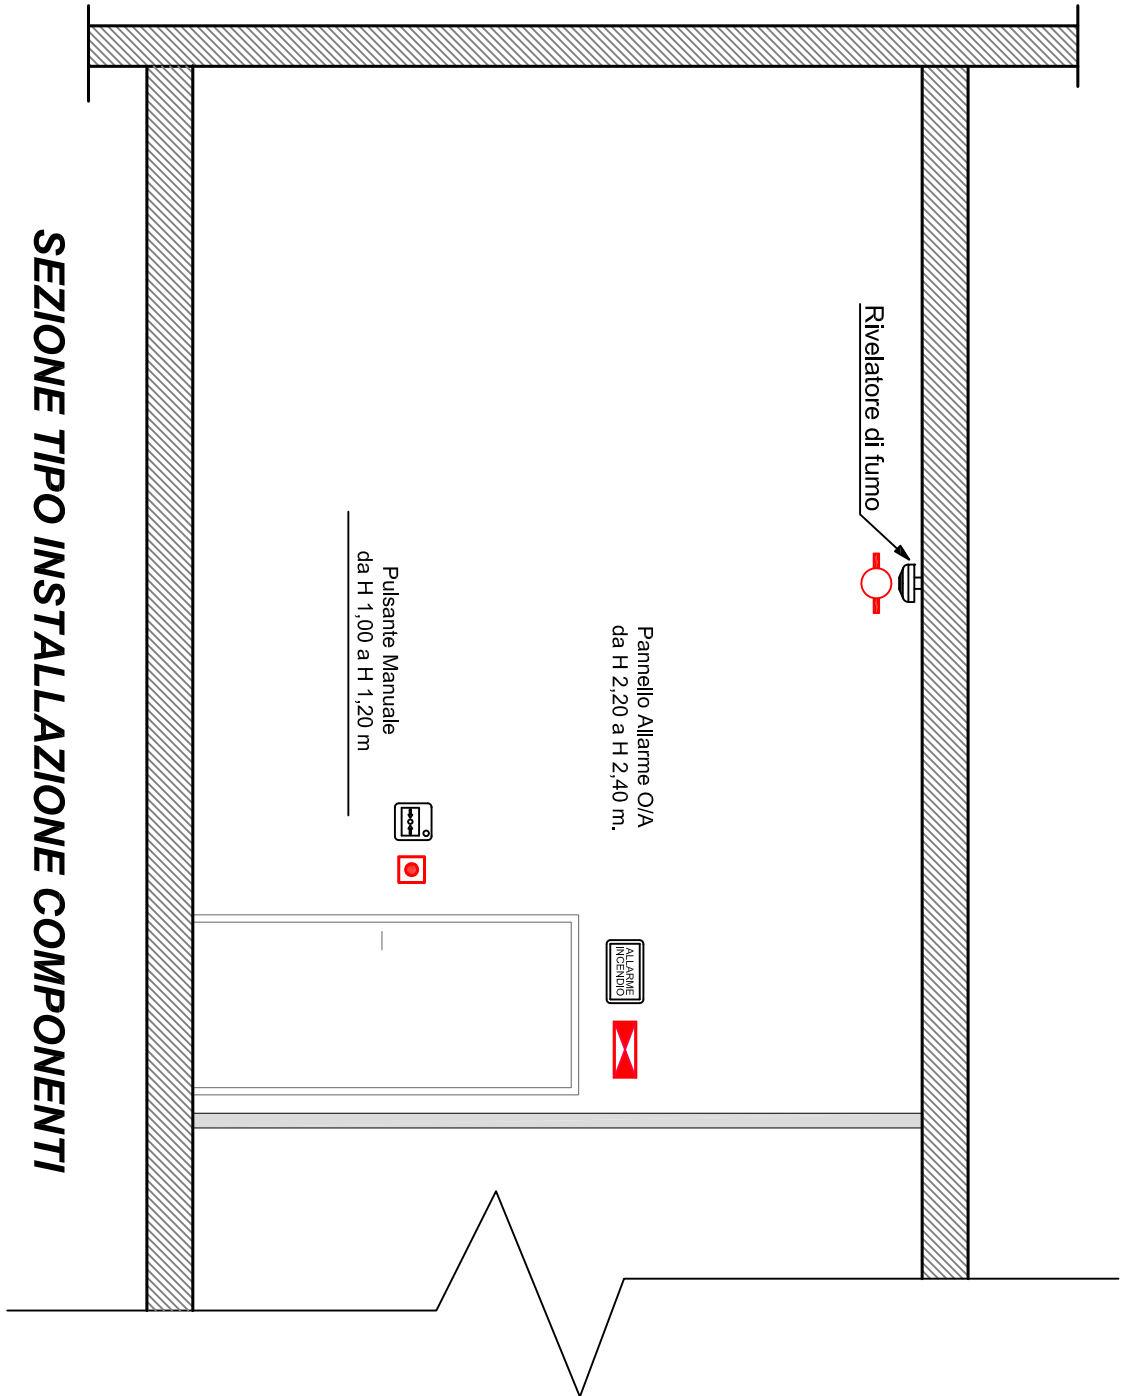 Rivelatore di fumo
Pannello Allarme O/A
da H 2,20 a H 2,40 m.
ALLARME
INCENDIO
Pulsante Manuale
da H 1,00 a H 1,20 m
SEZIONE TIPO INSTALLAZIONE COMPONENTI